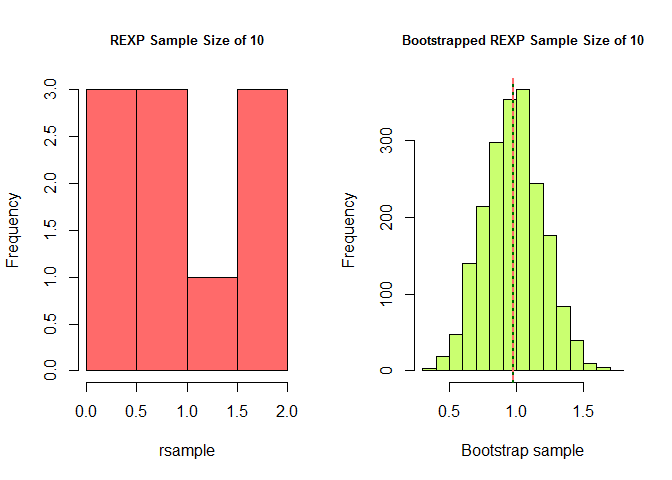 REXP Sample Size of 10
Frequency
3.0
2.5
2.0
1.5
1.0
0.5
0.0
0.0 0.5 1.0 1.5 2.0
rsample
Bootstrapped REXP Sample Size of 10
Frequency
300
200
100
0
0.5 1.0 1.5
Bootstrap sample